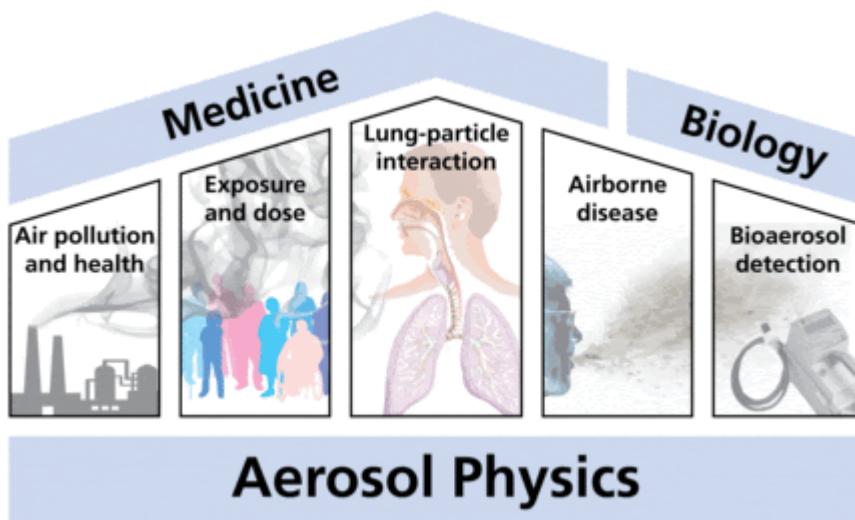 Medicine
Biology
Air pollution
and health
Exposure
and dose
Lung-particle
interaction
Airborne
disease
Bioaerosol
detection
Aerosol Physics